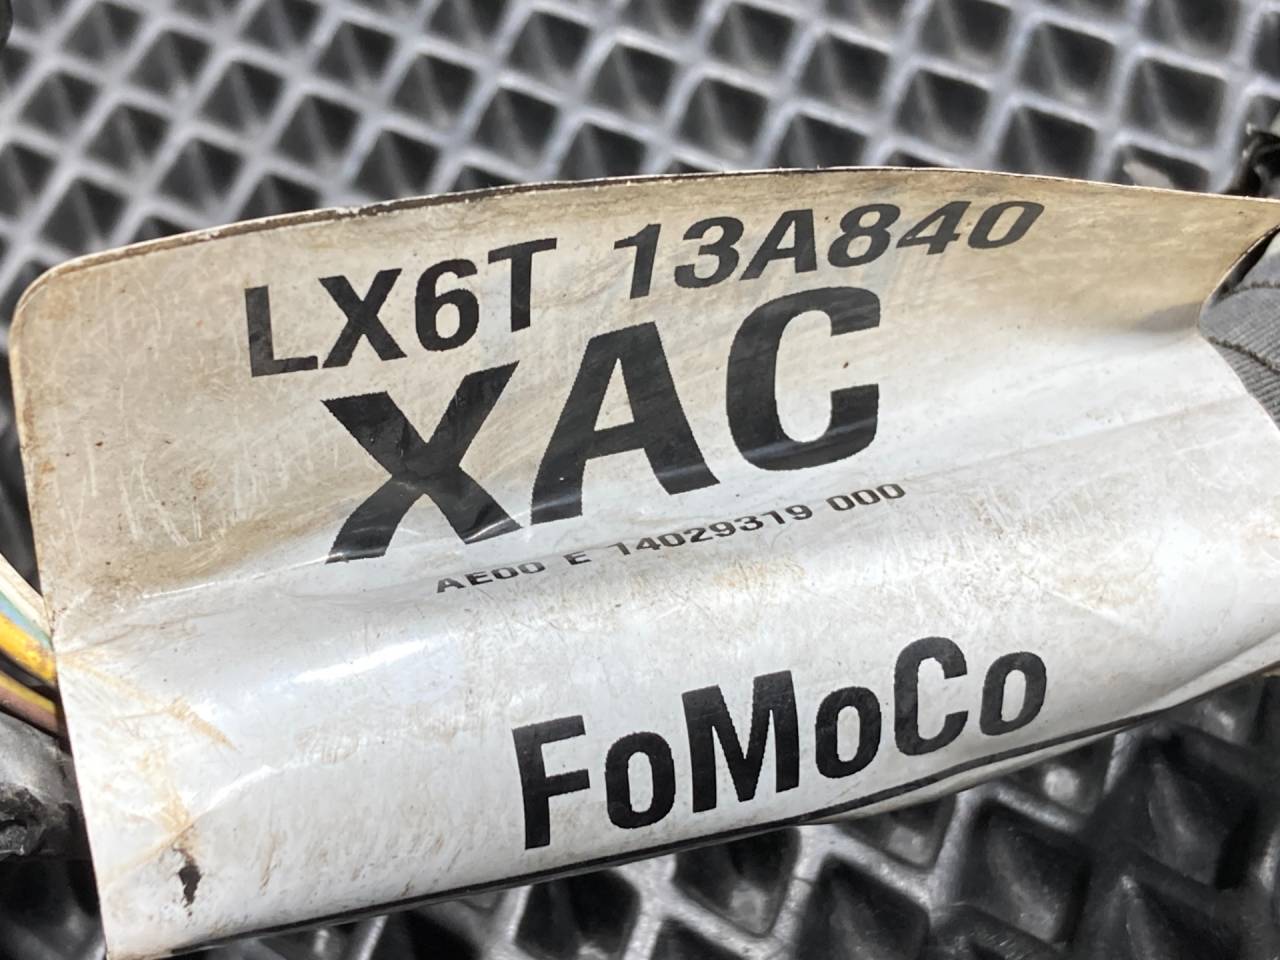 LX6T 13A840
XAC
AE00 E 14029319 000
FoMoCo